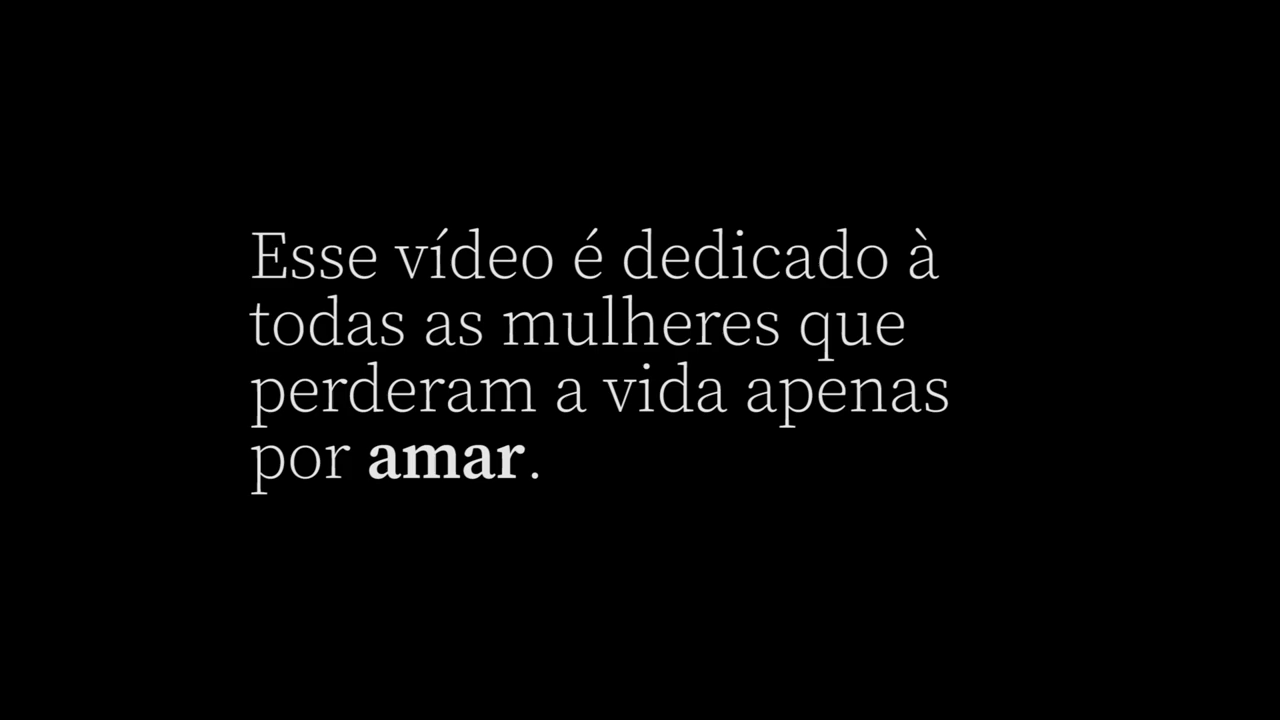 Esse vídeo é dedicado à
todas as mulheres que
perderam a vida apenas
por amar.